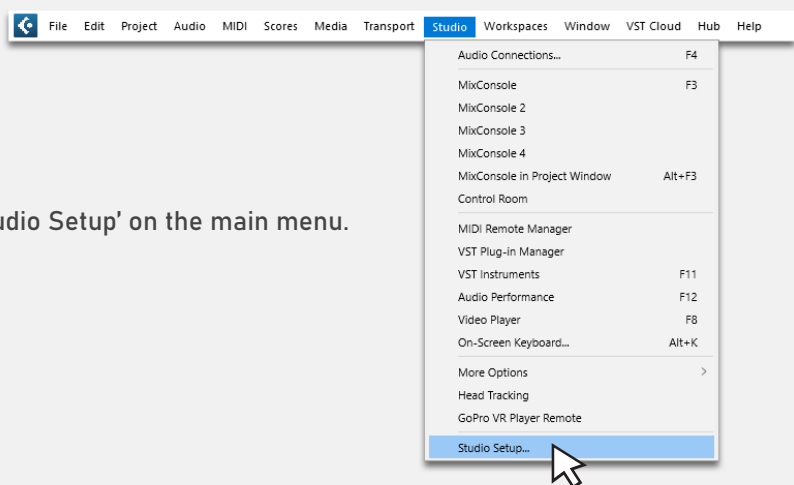 File Edit Project Audio MIDI Scores Media Transport Studio Workspaces Window VST Cloud Hub Help
Audio Connections... F4
MixConsole F3
MixConsole 2
MixConsole 3
MixConsole 4
MixConsole in Project Window Alt+F3
Control Room
udio Setup’ on the main menu.
MIDI Remote Manager
VST Plug-in Manager
VST Instruments F11
Audio Performance F12
Video Player F8
On-Screen Keyboard... Alt+K
More Options >
Head Tracking
GoPro VR Player Remote
Studio Setup...